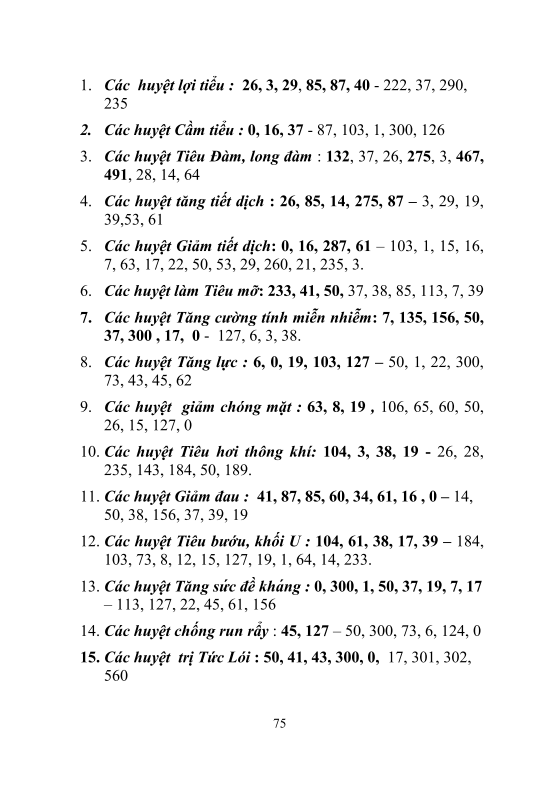 1. Các huyệt lợi tiểu : 26, 3, 29, 85, 87, 40 - 222, 37, 290,
235
2. Các huyệt Cầm tiểu : 0, 16, 37 - 87, 103, 1, 300, 126
3. Các huyệt Tiêu Đàm, long đàm : 132, 37, 26, 275, 3, 467,
491, 28, 14, 64
4. Các huyệt tăng tiết dịch : 26, 85, 14, 275, 87 – 3, 29, 19,
39,53, 61
5. Các huyệt Giảm tiết dịch: 0, 16, 287, 61 – 103, 1, 15, 16,
7, 63, 17, 22, 50, 53, 29, 260, 21, 235, 3.
6. Các huyệt làm Tiêu mỡ: 233, 41, 50, 37, 38, 85, 113, 7, 39
7. Các huyệt Tăng cường tính miễn nhiễm: 7, 135, 156, 50,
37, 300 , 17, 0 - 127, 6, 3, 38.
8. Các huyệt Tăng lực : 6, 0, 19, 103, 127 – 50, 1, 22, 300,
73, 43, 45, 62
9. Các huyệt giảm chóng mặt : 63, 8, 19 , 106, 65, 60, 50,
26, 15, 127, 0
10. Các huyệt Tiêu hơi thông khí: 104, 3, 38, 19 - 26, 28,
235, 143, 184, 50, 189.
11. Các huyệt Giảm đau : 41, 87, 85, 60, 34, 61, 16 , 0 – 14,
50, 38, 156, 37, 39, 19
12. Các huyệt Tiêu bướu, khối U : 104, 61, 38, 17, 39 – 184,
103, 73, 8, 12, 15, 127, 19, 1, 64, 14, 233.
13. Các huyệt Tăng sức đề kháng : 0, 300, 1, 50, 37, 19, 7, 17
– 113, 127, 22, 45, 61, 156
14. Các huyệt chống run rẩy : 45, 127 – 50, 300, 73, 6, 124, 0
15. Các huyệt trị Tức Lói : 50, 41, 43, 300, 0, 17, 301, 302,
560
75